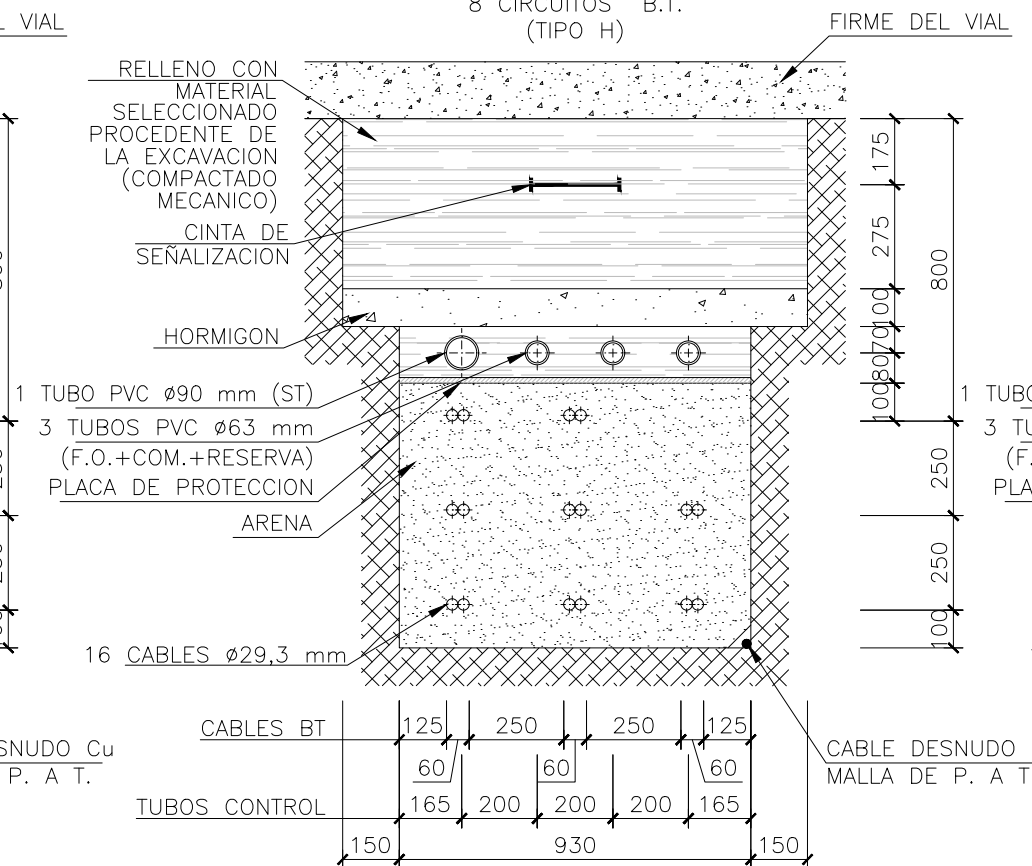 8 CIRCUITOS B.T.
(TIPO H)
L VIAL
FIRME DEL VIAL
RELLENO CON
MATERIAL
SELECCIONADO
PROCEDENTE DE
LA EXCAVACION
(COMPACTADO
MECANICO)
CINTA DE
SEÑALIZACION
HORMIGON
1 TUBO PVC Ø90 mm (ST)
3 TUBOS PVC Ø63 mm
(F.O.+COM.+RESERVA)
PLACA DE PROTECCION
ARENA
16 CABLES Ø29,3 mm
175
275
100
70
80
100
800
250
250
100
1 TUBO
3 TU
(F.
PLA
SNUDO Cu
P. A T.
CABLES BT
125
250
250
125
60
60
60
CABLE DESNUDO
MALLA DE P. A T
TUBOS CONTROL
165
200
200
200
165
150
930
150